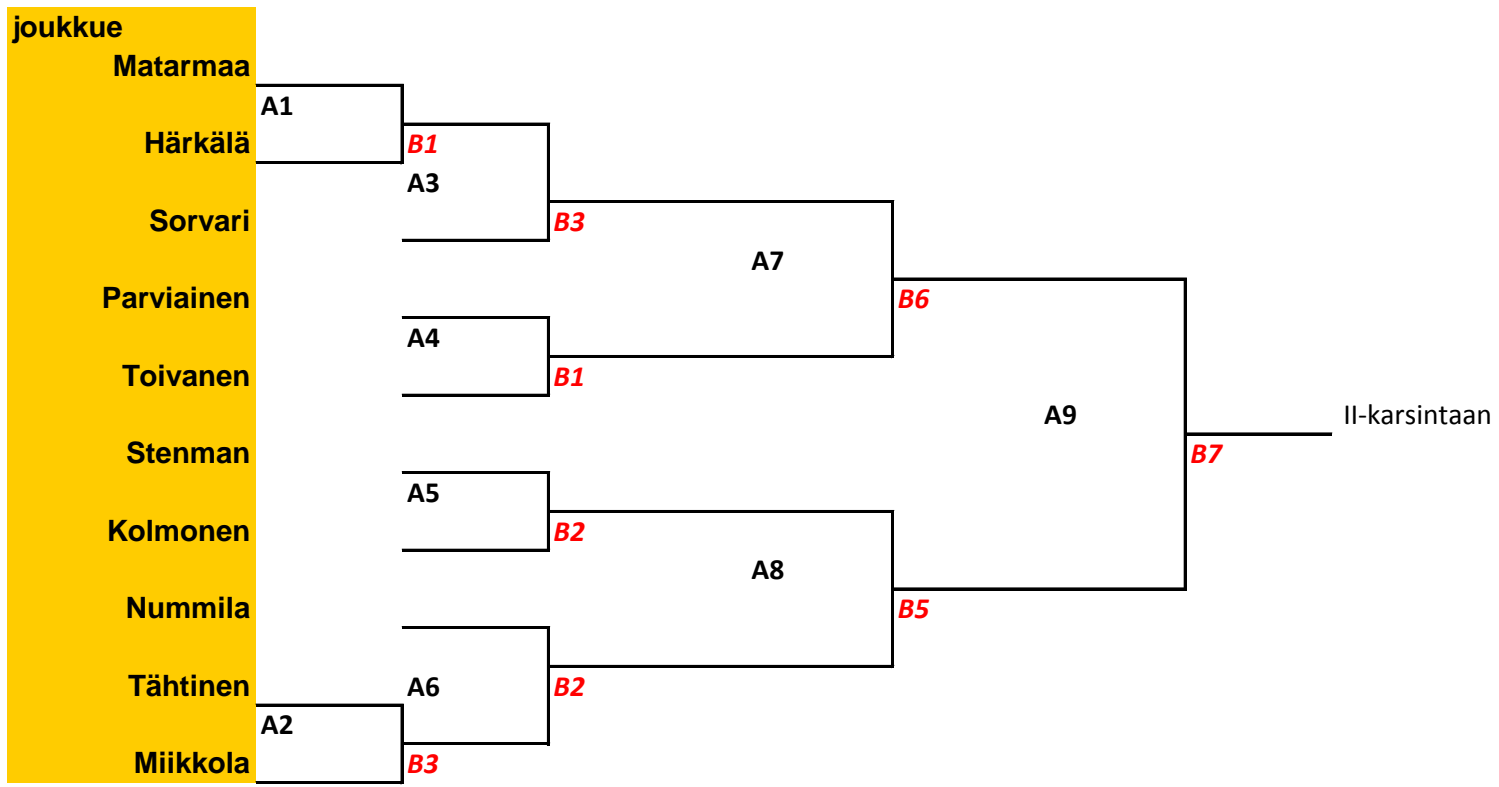 joukkue
Matarmaa
A1
Härkälä
B1
A3
Sorvari
B3
A7
Parviainen
B6
A4
Toivanen
B1
A9
II-karsintaan
Stenman
B7
A5
Kolmonen
B2
A8
Nummila
B5
Tähtinen
A6
B2
A2
Miikkola
B3